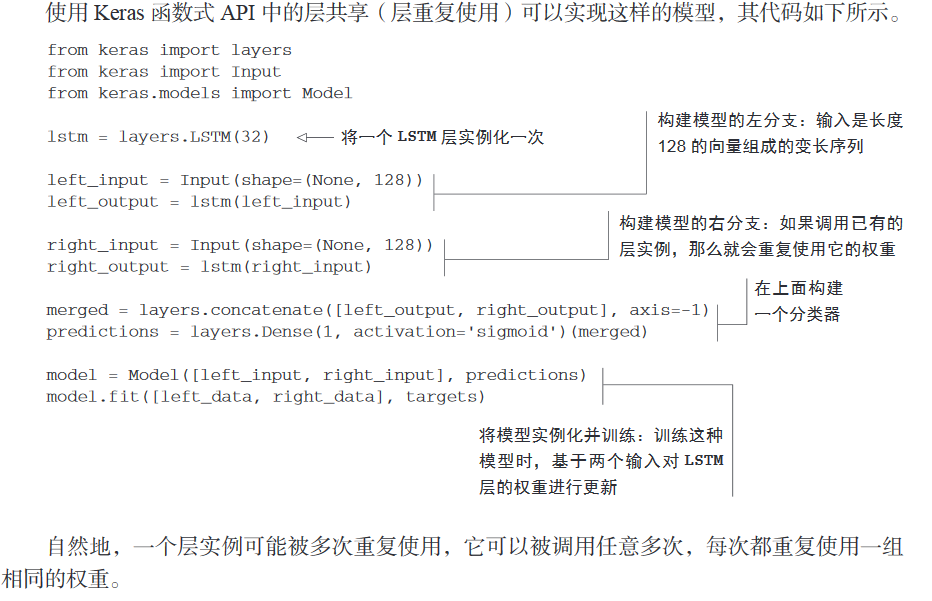 使用 Keras 函数式 API 中的层共享（层重复使用）可以实现这样的模型，其代码如下所示。
from keras import layers
from keras import Input
from keras.models import Model
lstm = layers.LSTM(32)
将一个 LSTM 层实例化一次
left_input = Input(shape=(None, 128))
left_output = lstm(left_input)
构建模型的左分支：输入是长度
128 的向量组成的变长序列
right_input = Input(shape=(None, 128))
right_output = lstm(right_input)
构建模型的右分支：如果调用已有的
层实例，那么就会重复使用它的权重
merged = layers.concatenate([left_output, right_output], axis=-1)
predictions = layers.Dense(1, activation='sigmoid')(merged)
在上面构建
一个分类器
model = Model([left_input, right_input], predictions)
model.fit([left_data, right_data], targets)
将模型实例化并训练：训练这种
模型时，基于两个输入对 LSTM
层的权重进行更新
自然地，一个层实例可能被多次重复使用，它可以被调用任意多次，每次都重复使用一组
相同的权重。